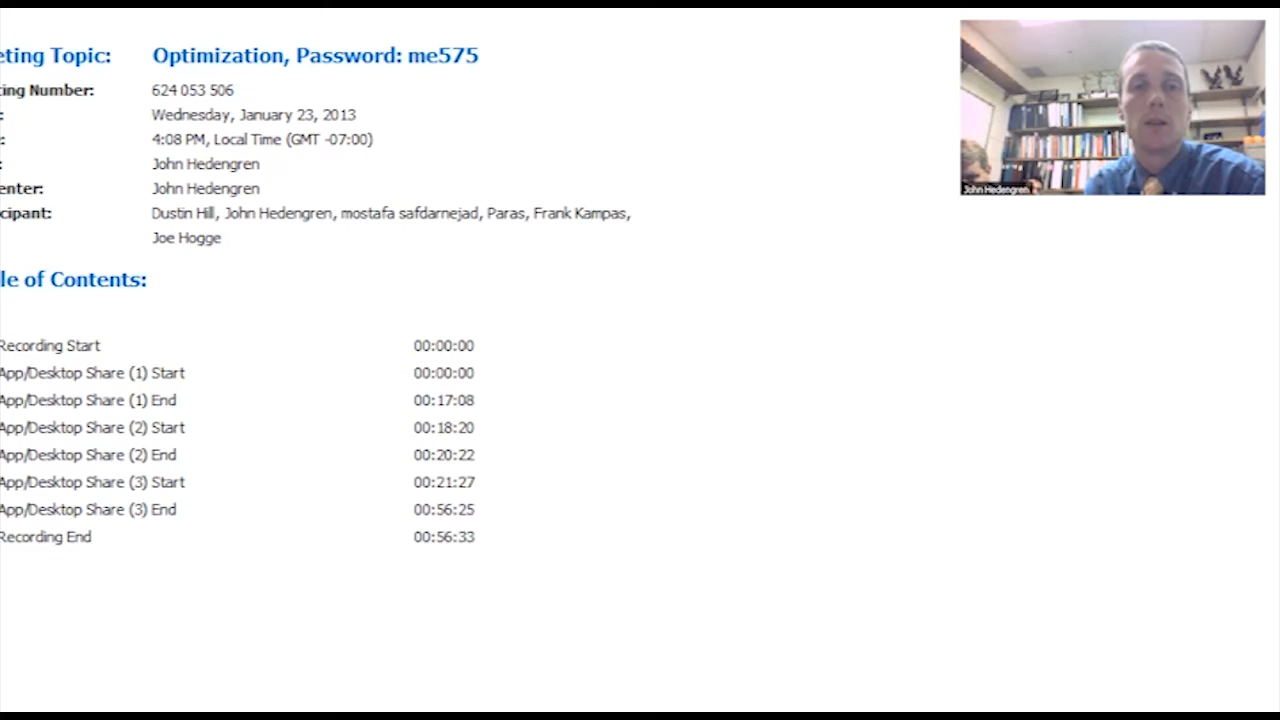 eting Topic: Optimization, Password: me575
ing Number: 624 053 506
: Wednesday, January 23, 2013
: 4:08 PM, Local Time (GMT -07:00)
: John Hedengren
enter: John Hedengren
cipant: Dustin Hill, John Hedengren, mostafa safdarnejad, Paras, Frank Kampas,
Joe Hogge
le of Contents:
Recording Start 00:00:00
App/Desktop Share (1) Start 00:00:00
App/Desktop Share (1) End 00:17:08
App/Desktop Share (2) Start 00:18:20
App/Desktop Share (2) End 00:20:22
App/Desktop Share (3) Start 00:21:27
App/Desktop Share (3) End 00:56:25
Recording End 00:56:33
John Hedengren